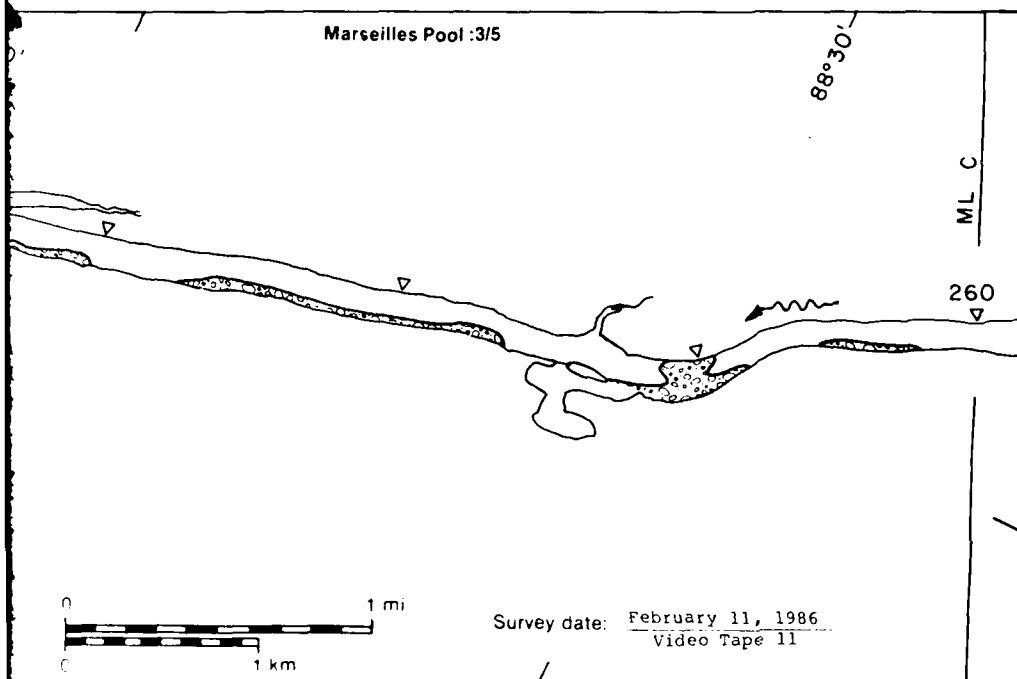 Marseilles Pool :3/5
88°30'
ML C
260
0 1 mi
0 1 km
Survey date: February 11, 1986
Video Tape 11